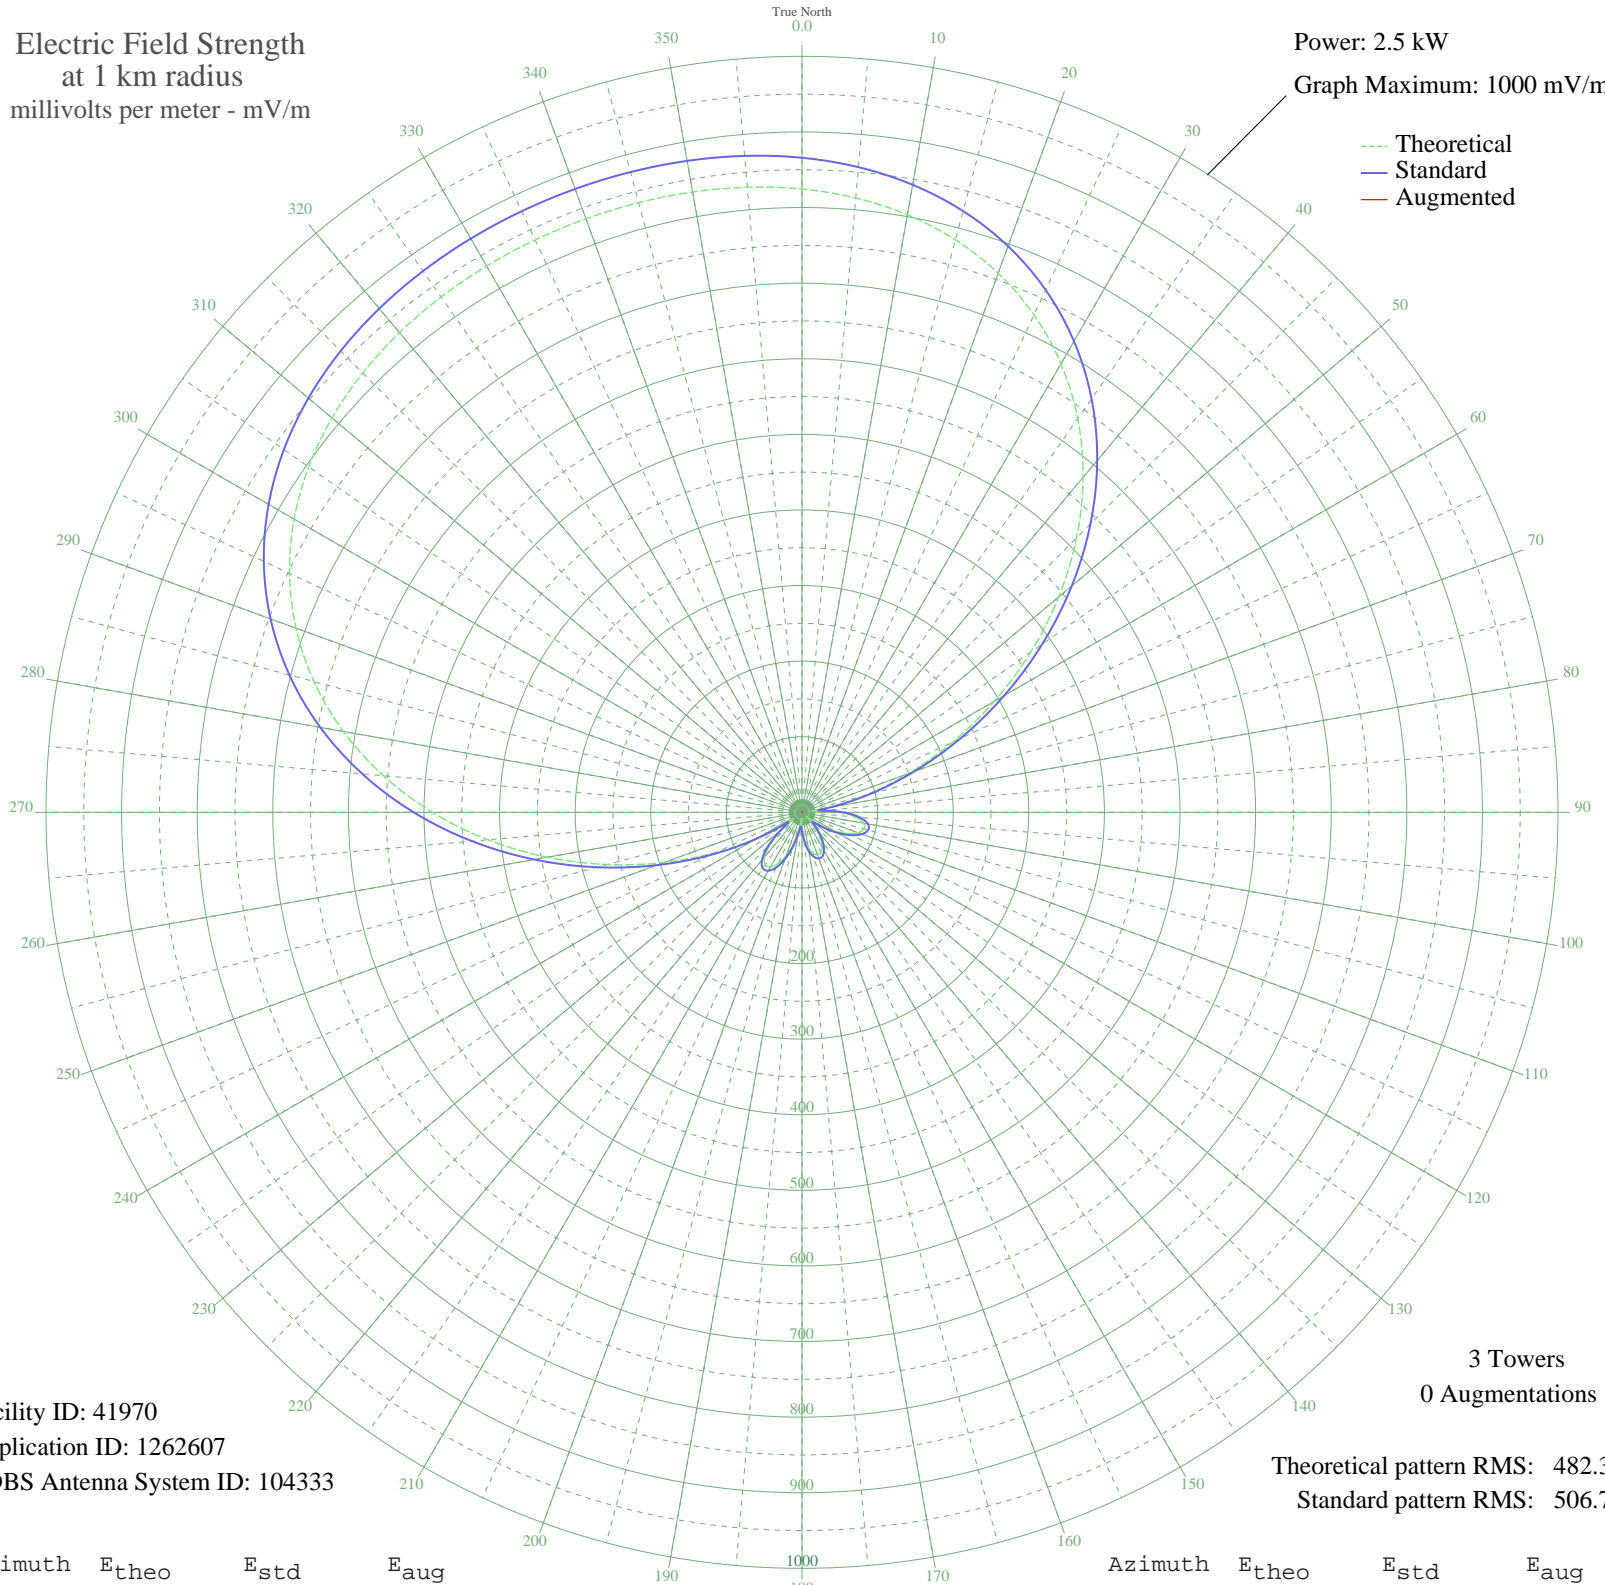 True North
0.0
Electric Field Strength
at 1 km radius
millivolts per meter - mV/m
Power: 2.5 kW
Graph Maximum: 1000 mV/m
Theoretical
Standard
Augmented
350
10
340
20
330
30
320
40
310
50
300
60
290
70
280
80
270
90
260
100
250
110
240
120
230
130
220
140
210
150
200
160
190
170
180
200
300
400
500
600
700
800
900
1000
3 Towers
0 Augmentations
cility ID: 41970
plication ID: 1262607
DBS Antenna System ID: 104333
Theoretical pattern RMS: 482.3
Standard pattern RMS: 506.7
imuth Etheo Estd Eaug
Azimuth Etheo Estd Eaug